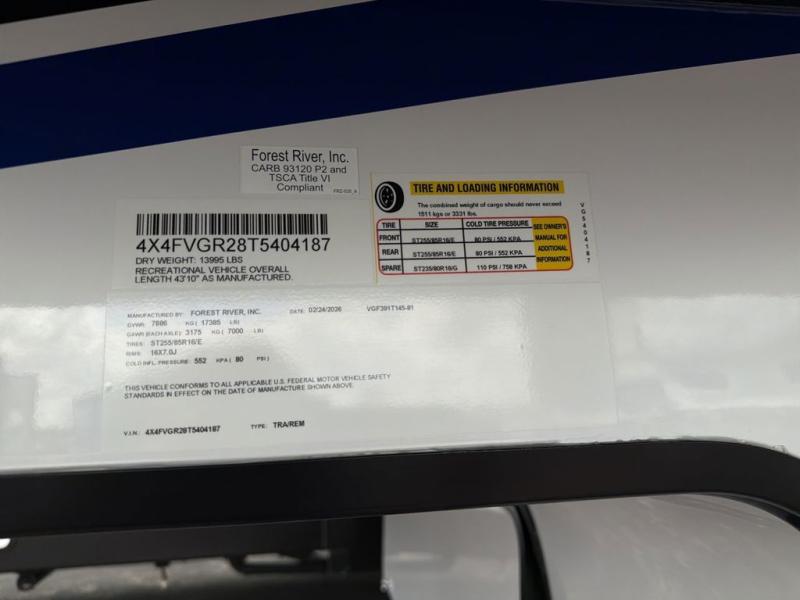 Forest River, Inc.
CARB 93120 P2 and
TSCA Title VI
Compliant
4X4FVGR28T5404187
DRY WEIGHT: 13995 LBS
RECREATIONAL VEHICLE OVERALL
LENGTH 43'10" AS MANUFACTURED.
TIRE AND LOADING INFORMATION
The combined weight of cargo should never exceed
1511 kgs or 3331 lbs.
TIRE SIZE COLD TIRE PRESSURE
FRONT ST255/85R16/E 80 PSI / 552 KPA
REAR ST255/85R16/E 80 PSI / 552 KPA
SPARE ST235/80R16/G 110 PSI / 758 KPA
SEE OWNER'S
MANUAL FOR
ADDITIONAL
INFORMATION
VG5404187
MANUFACTURED BY: FOREST RIVER, INC. DATE: 02/24/2026 VGF391T145-81
GVWR: 7886 KG ( 17385 LB)
GAWR (EACH AXLE): 3175 KG ( 7000 LB)
TIRES: ST255/85R16/E
RIMS: 16X7.0J
COLD INFL. PRESSURE: 552 KPA ( 80 PSI)
THIS VEHICLE CONFORMS TO ALL APPLICABLE U.S. FEDERAL MOTOR VEHICLE SAFETY
STANDARDS IN EFFECT ON THE DATE OF MANUFACTURE SHOWN ABOVE
V.I.N.: 4X4FVGR28T5404187 TYPE: TRA/REM